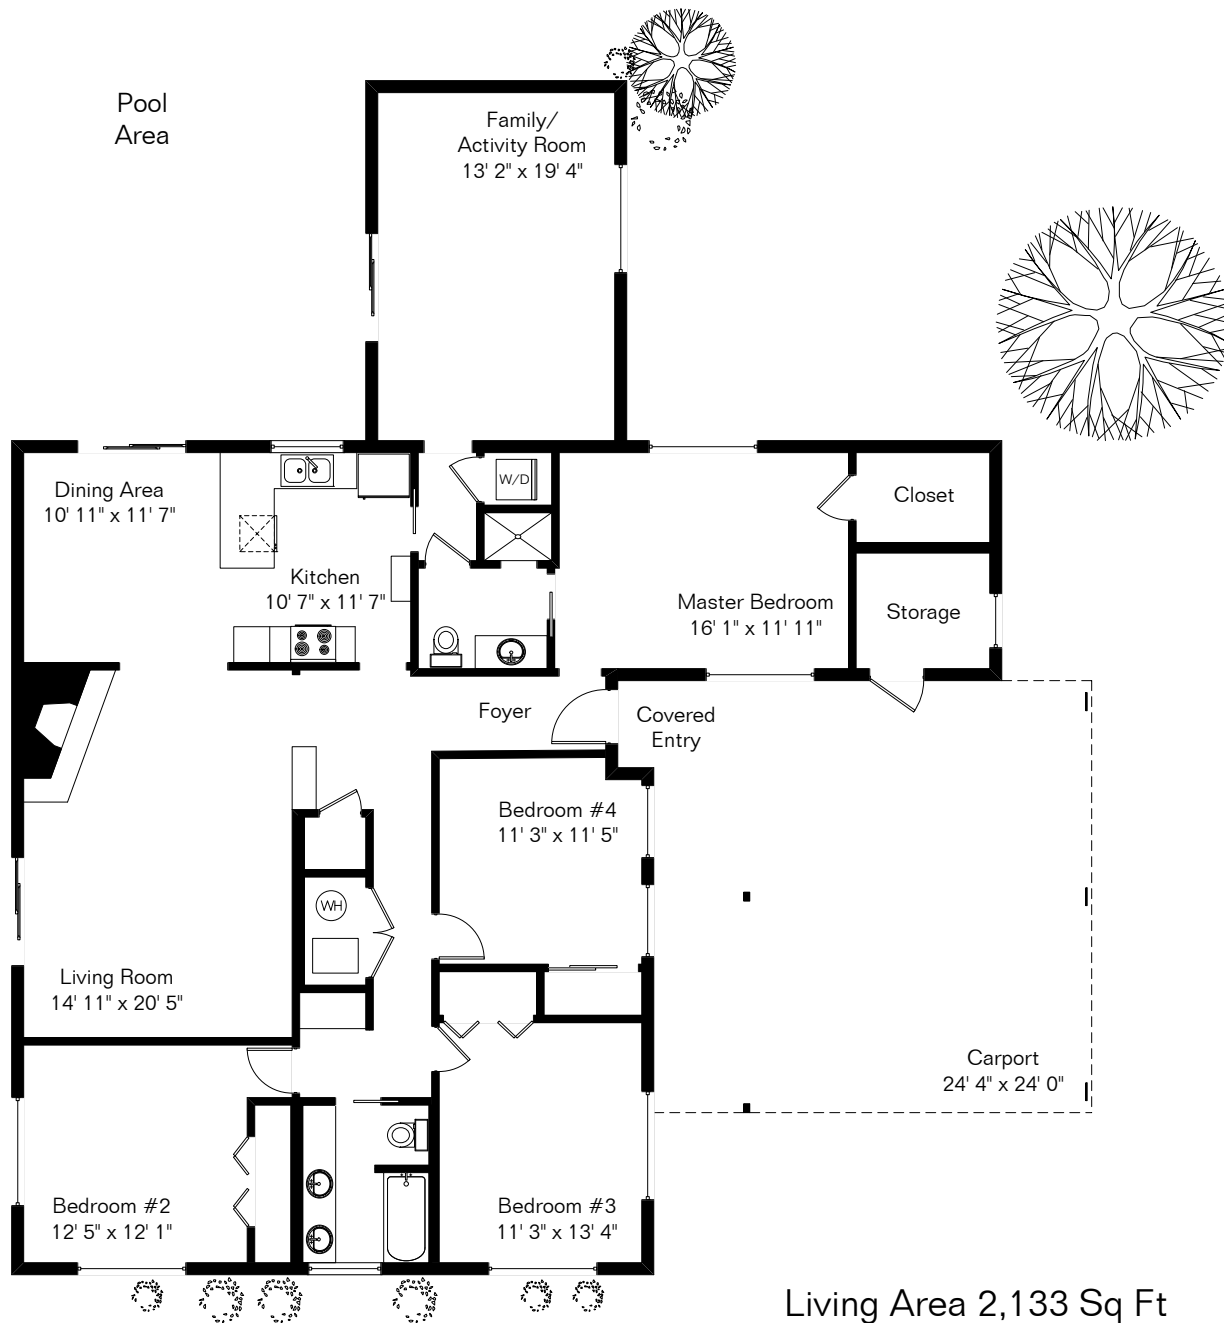 Pool
Area
Family/
Activity Room
13' 2" x 19' 4"
Dining Area
10' 11" x 11' 7"
W/D
Closet
Kitchen
10' 7" x 11' 7"
Master Bedroom
16' 1" x 11' 11"
Storage
Foyer
Covered
Entry
Bedroom #4
11' 3" x 11' 5"
WH
Living Room
14' 11" x 20' 5"
Carport
24' 4" x 24' 0"
Bedroom #2
12' 5" x 12' 1"
Bedroom #3
11' 3" x 13' 4"
Living Area 2,133 Sq Ft